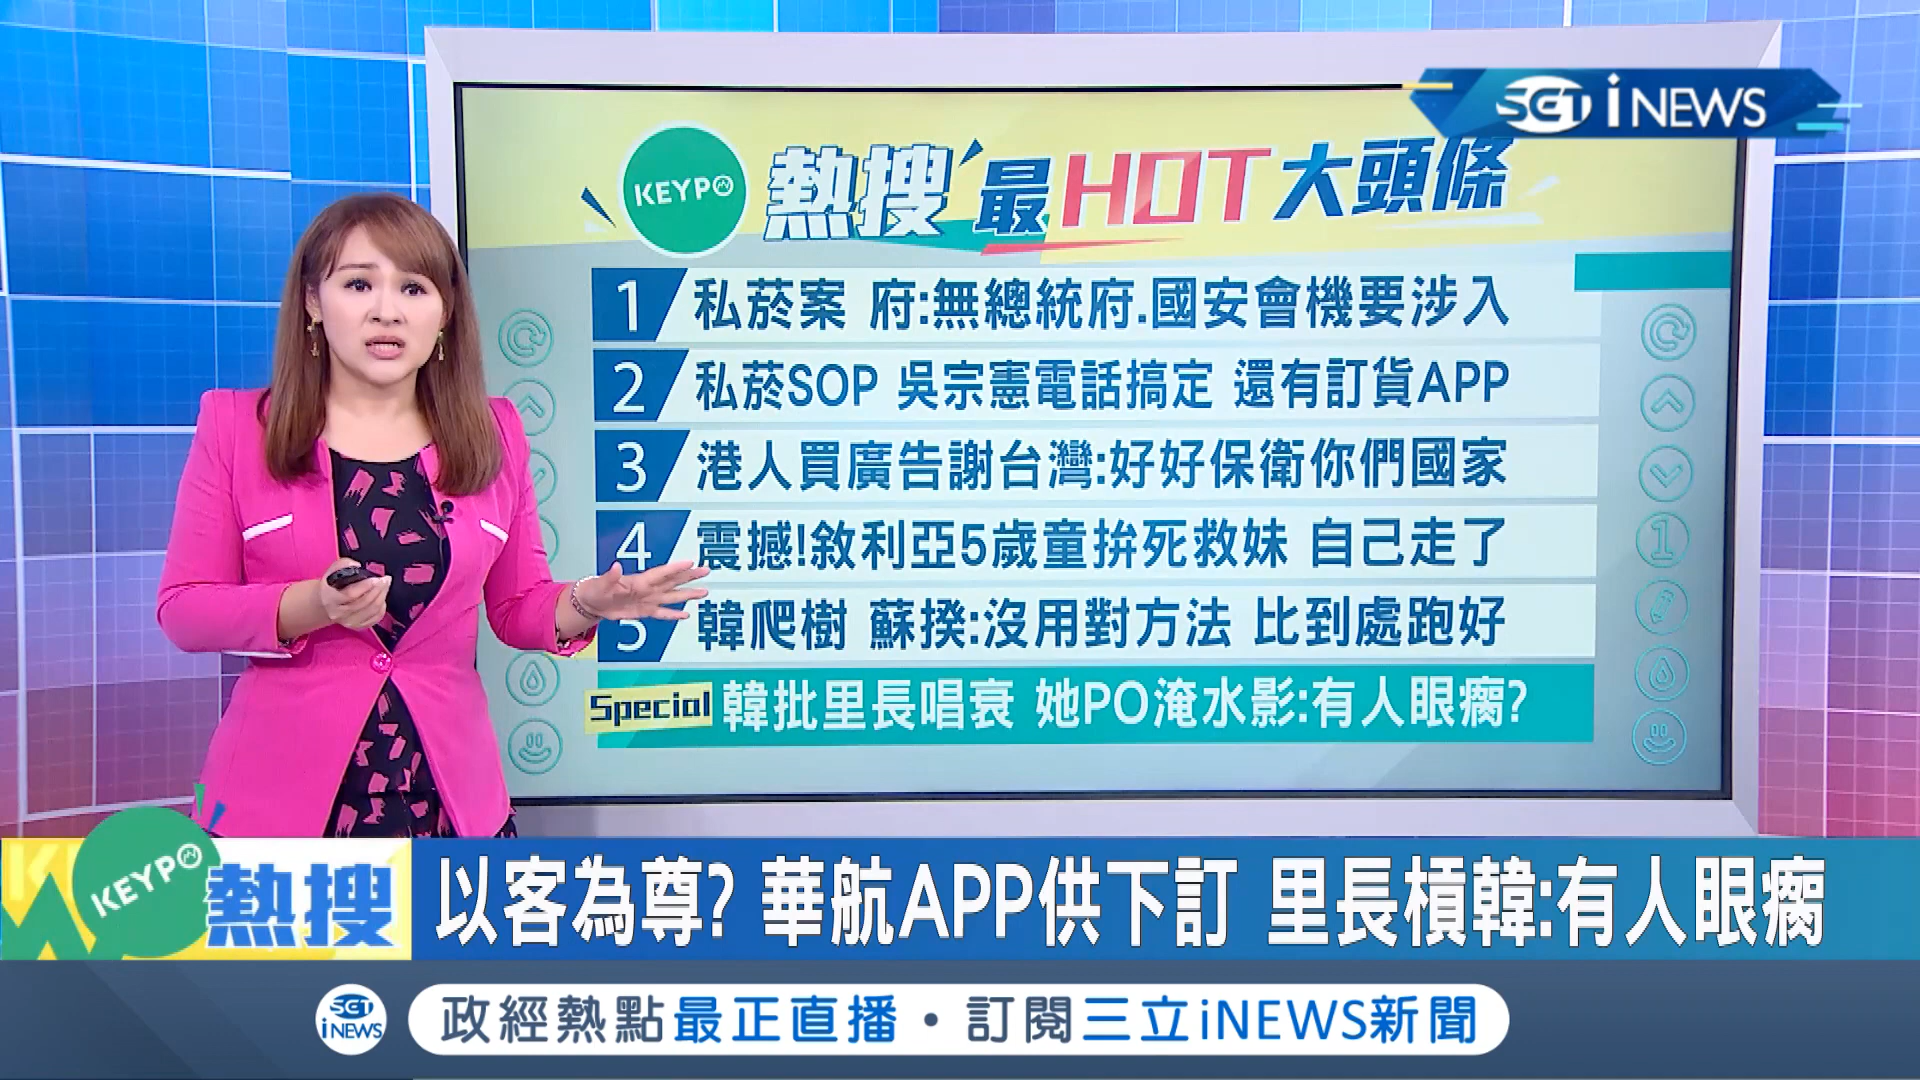 SET iNEWS
KEYPO 熱搜 最HOT大頭條
1 私菸案 府:無總統府.國安會機要涉入
2 私菸SOP 吳宗憲電話搞定 還有訂貨APP
3 港人買廣告謝台灣:好好保衛你們國家
4 震撼!敘利亞5歲童拚死救妹 自己走了
5 韓爬樹 蘇揆:沒用對方法 比到處跑好
Special 韓批里長唱衰 她PO淹水影:有人眼瘸?
1
KEYPO 熱搜
以客為尊? 華航APP供下訂 里長槓韓:有人眼瘸
SET iNEWS
政經熱點最正直播・訂閱三立iNEWS新聞